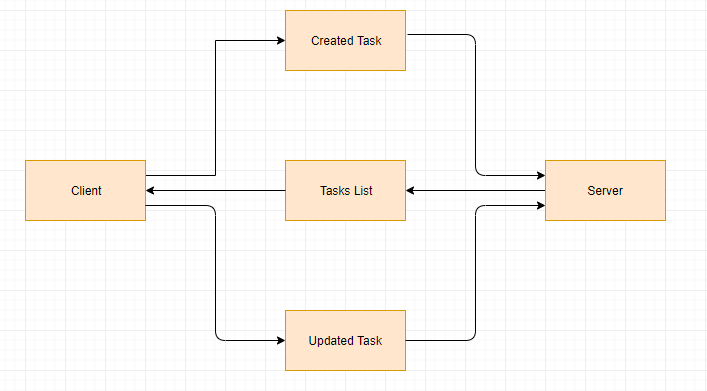 Created Task
Client
Tasks List
Server
Updated Task